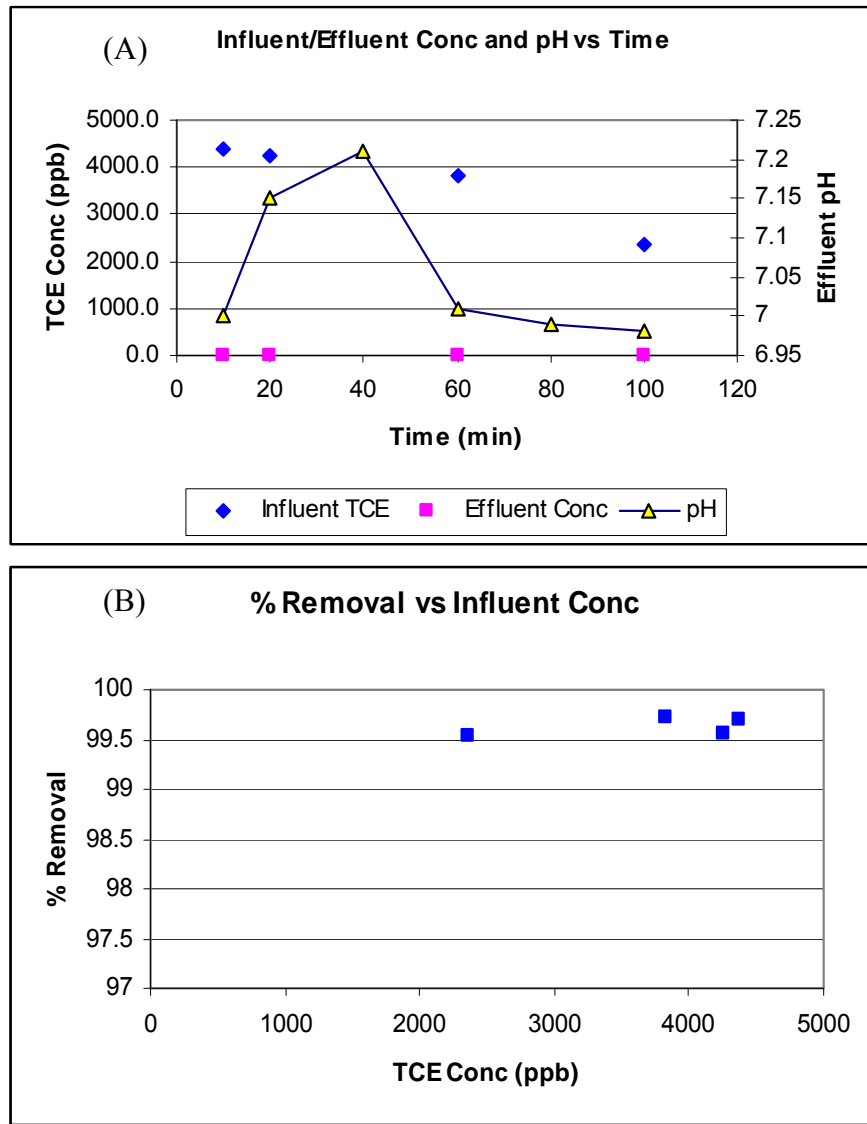 (A)
Influent/Effluent Conc and pH vs Time
5000.0
4000.0
3000.0
2000.0
1000.0
0.0
TCE Conc (ppb)
7.25
7.2
7.15
7.1
7.05
7
6.95
Effluent pH
0 20 40 60 80 100 120
Time (min)
Influent TCE Effluent Conc pH
(B)
% Removal vs Influent Conc
100
99.5
99
98.5
98
97.5
97
% Removal
0 1000 2000 3000 4000 5000
TCE Conc (ppb)